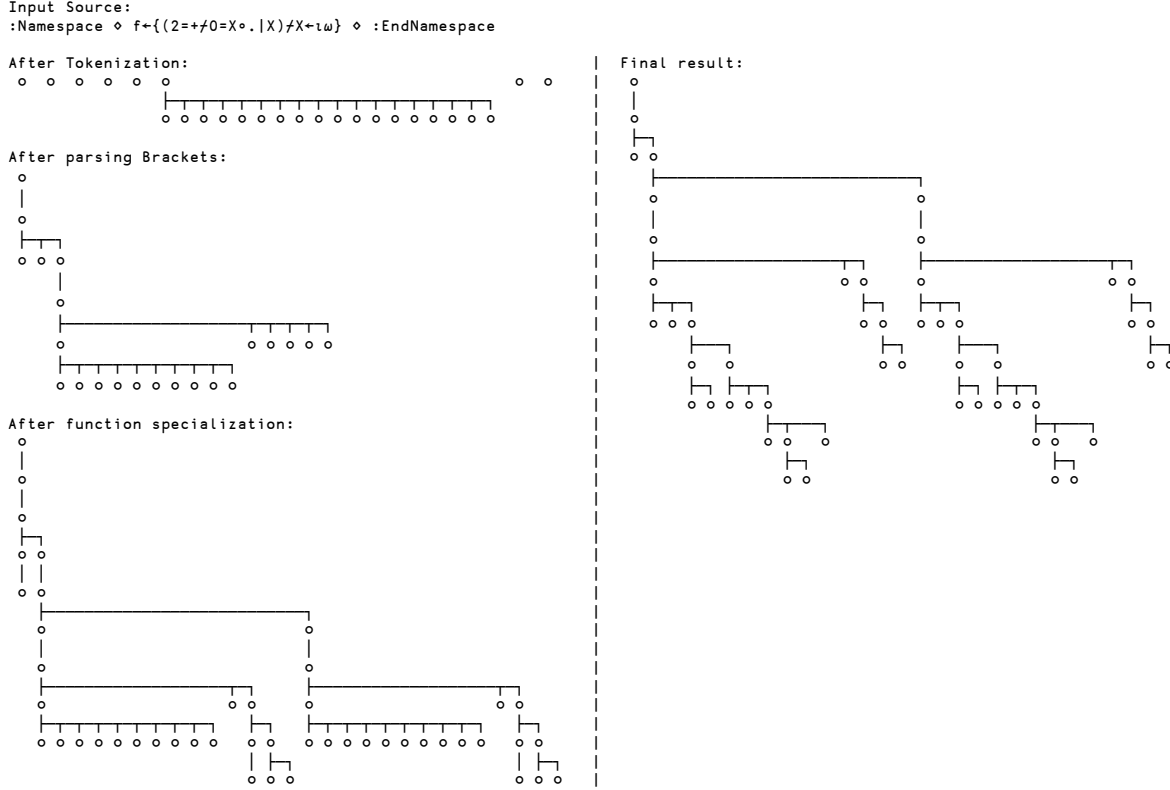 Input Source:
:Namespace ⋄ f←{(2=+⌿0=X∘.|X)⌿X←⍳⍵} ⋄ :EndNamespace
After Tokenization:
After parsing Brackets:
After function specialization:
Final result: